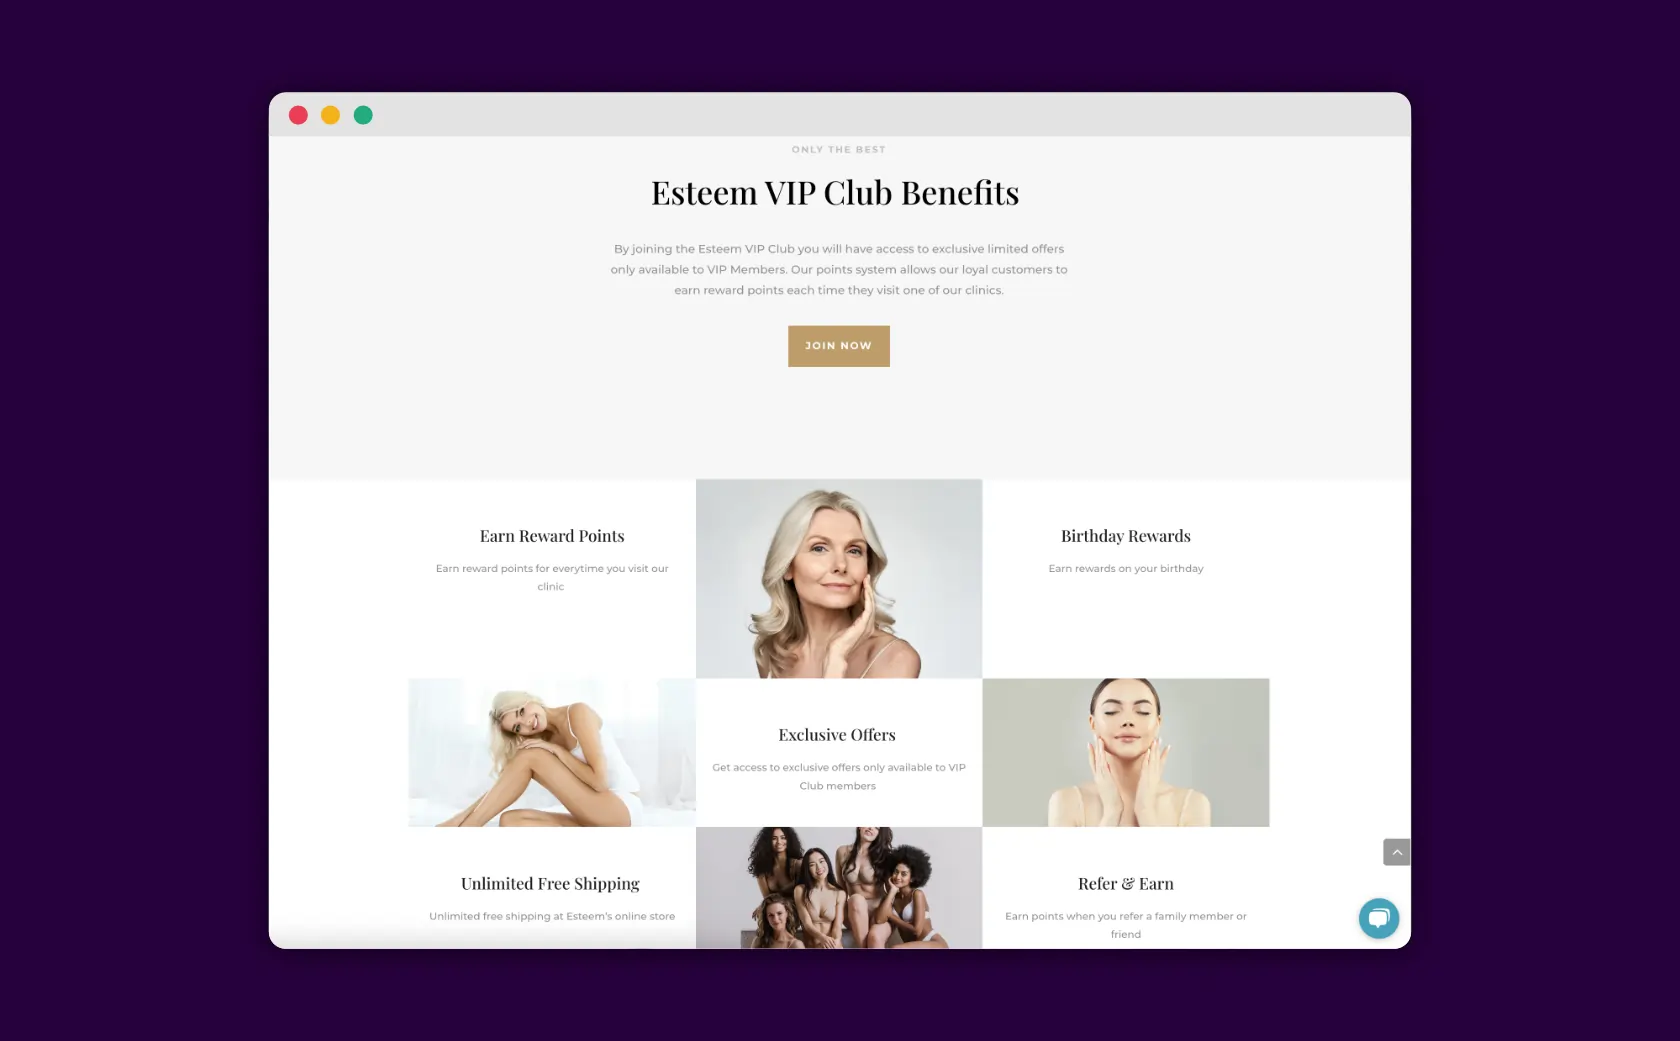 ONLY THE BEST
Esteem VIP Club Benefits
By joining the Esteem VIP Club you will have access to exclusive limited offers
only available to VIP Members. Our points system allows our loyal customers to
earn reward points each time they visit one of our clinics.
JOIN NOW
Earn Reward Points
Earn reward points for everytime you visit our
clinic
Birthday Rewards
Earn rewards on your birthday
Exclusive Offers
Get access to exclusive offers only available to VIP
Club members
Unlimited Free Shipping
Unlimited free shipping at Esteem's online store
Refer & Earn
Earn points when you refer a family member or
friend